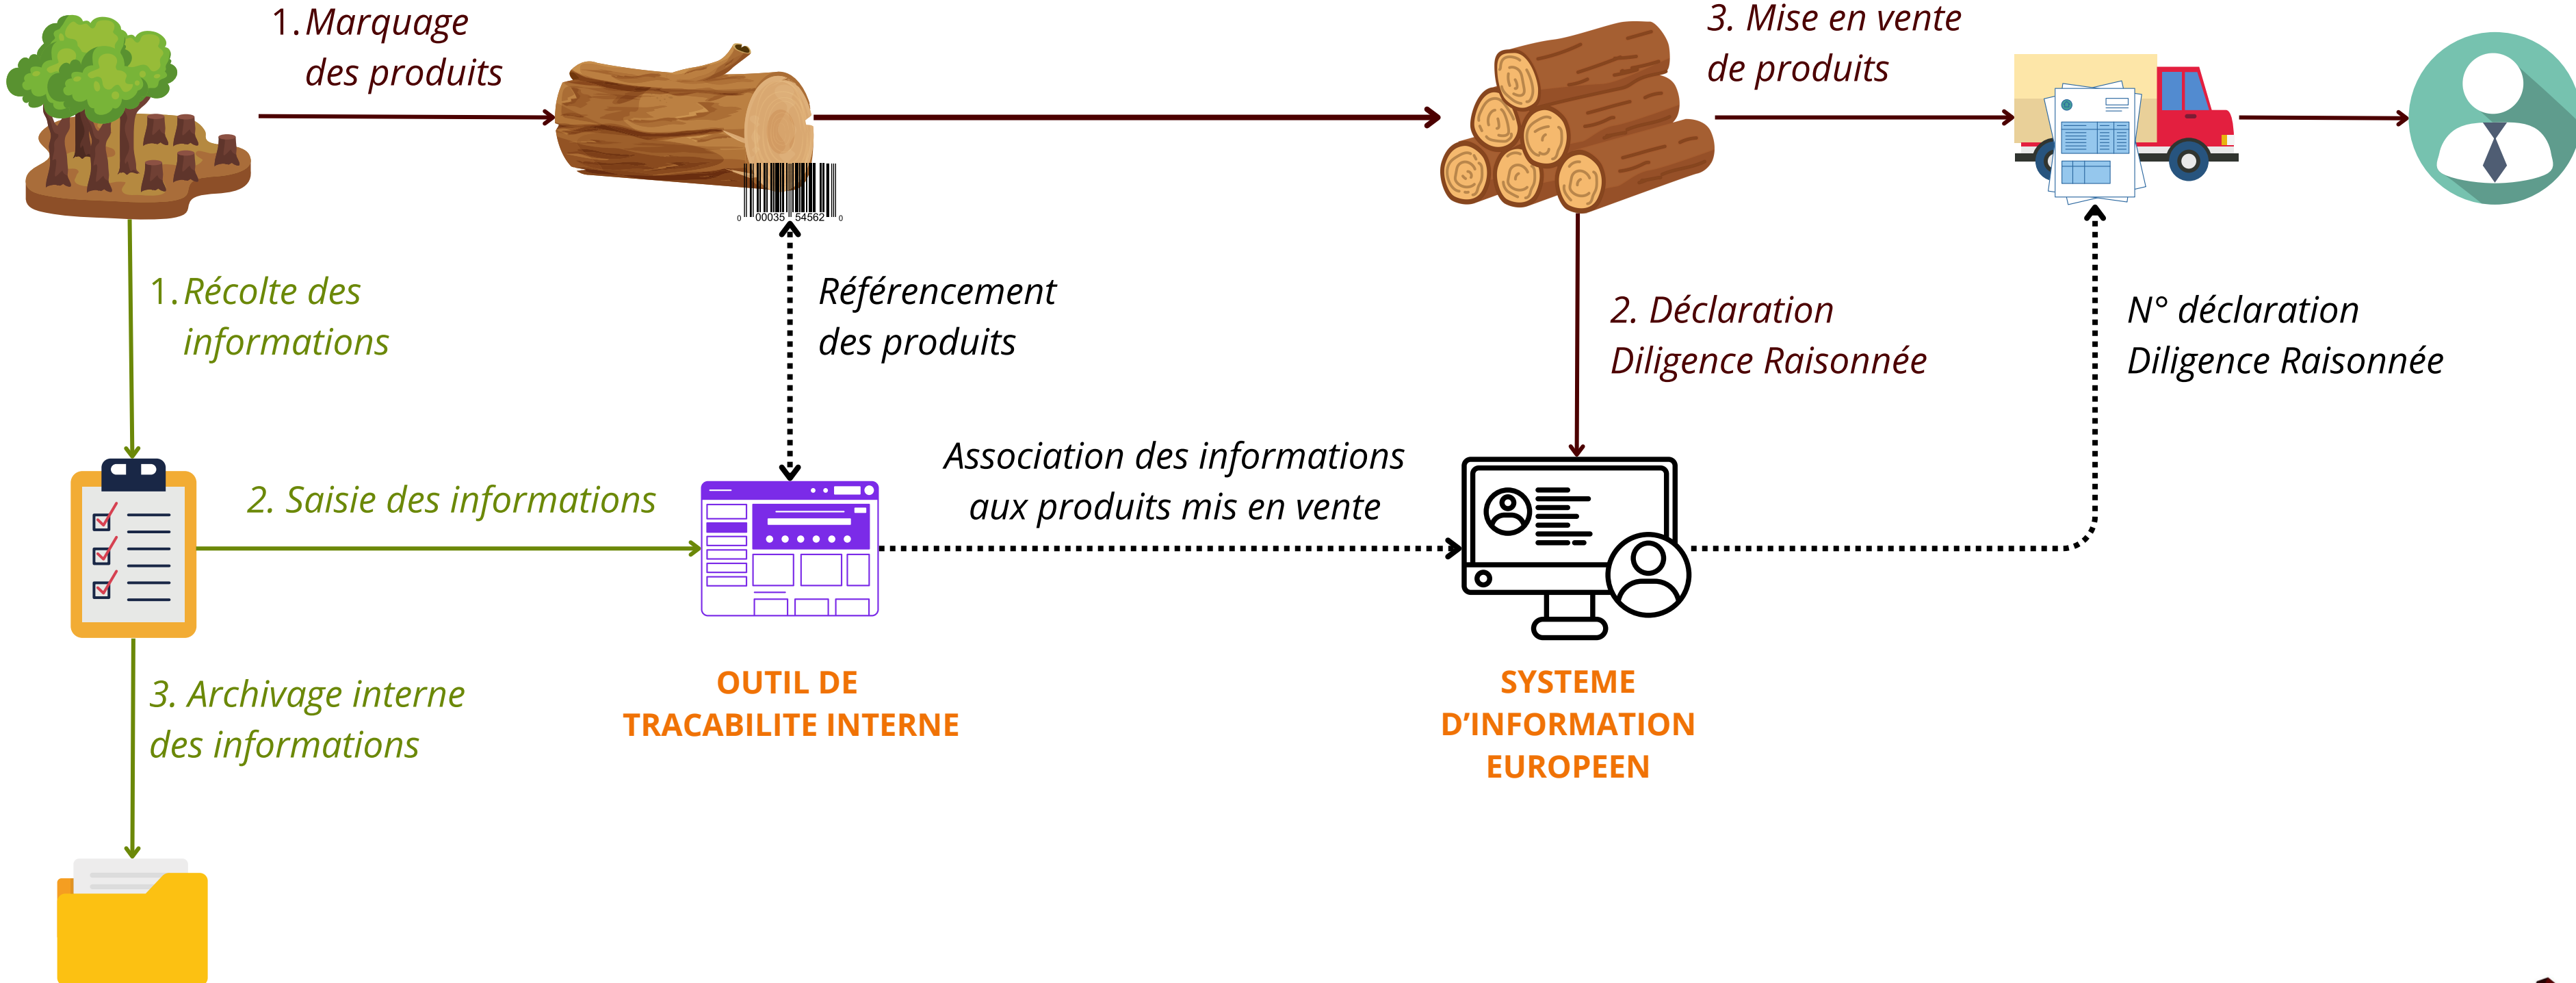 1. Marquage
des produits
3. Mise en vente
de produits
0 00035 54562 0
1. Récolte des
informations
Référencement
des produits
2. Déclaration
Diligence Raisonnée
N° déclaration
Diligence Raisonnée
2. Saisie des informations
Association des informations
aux produits mis en vente
3. Archivage interne
des informations
OUTIL DE
TRACABILITE INTERNE
SYSTEME
D’INFORMATION
EUROPEEN